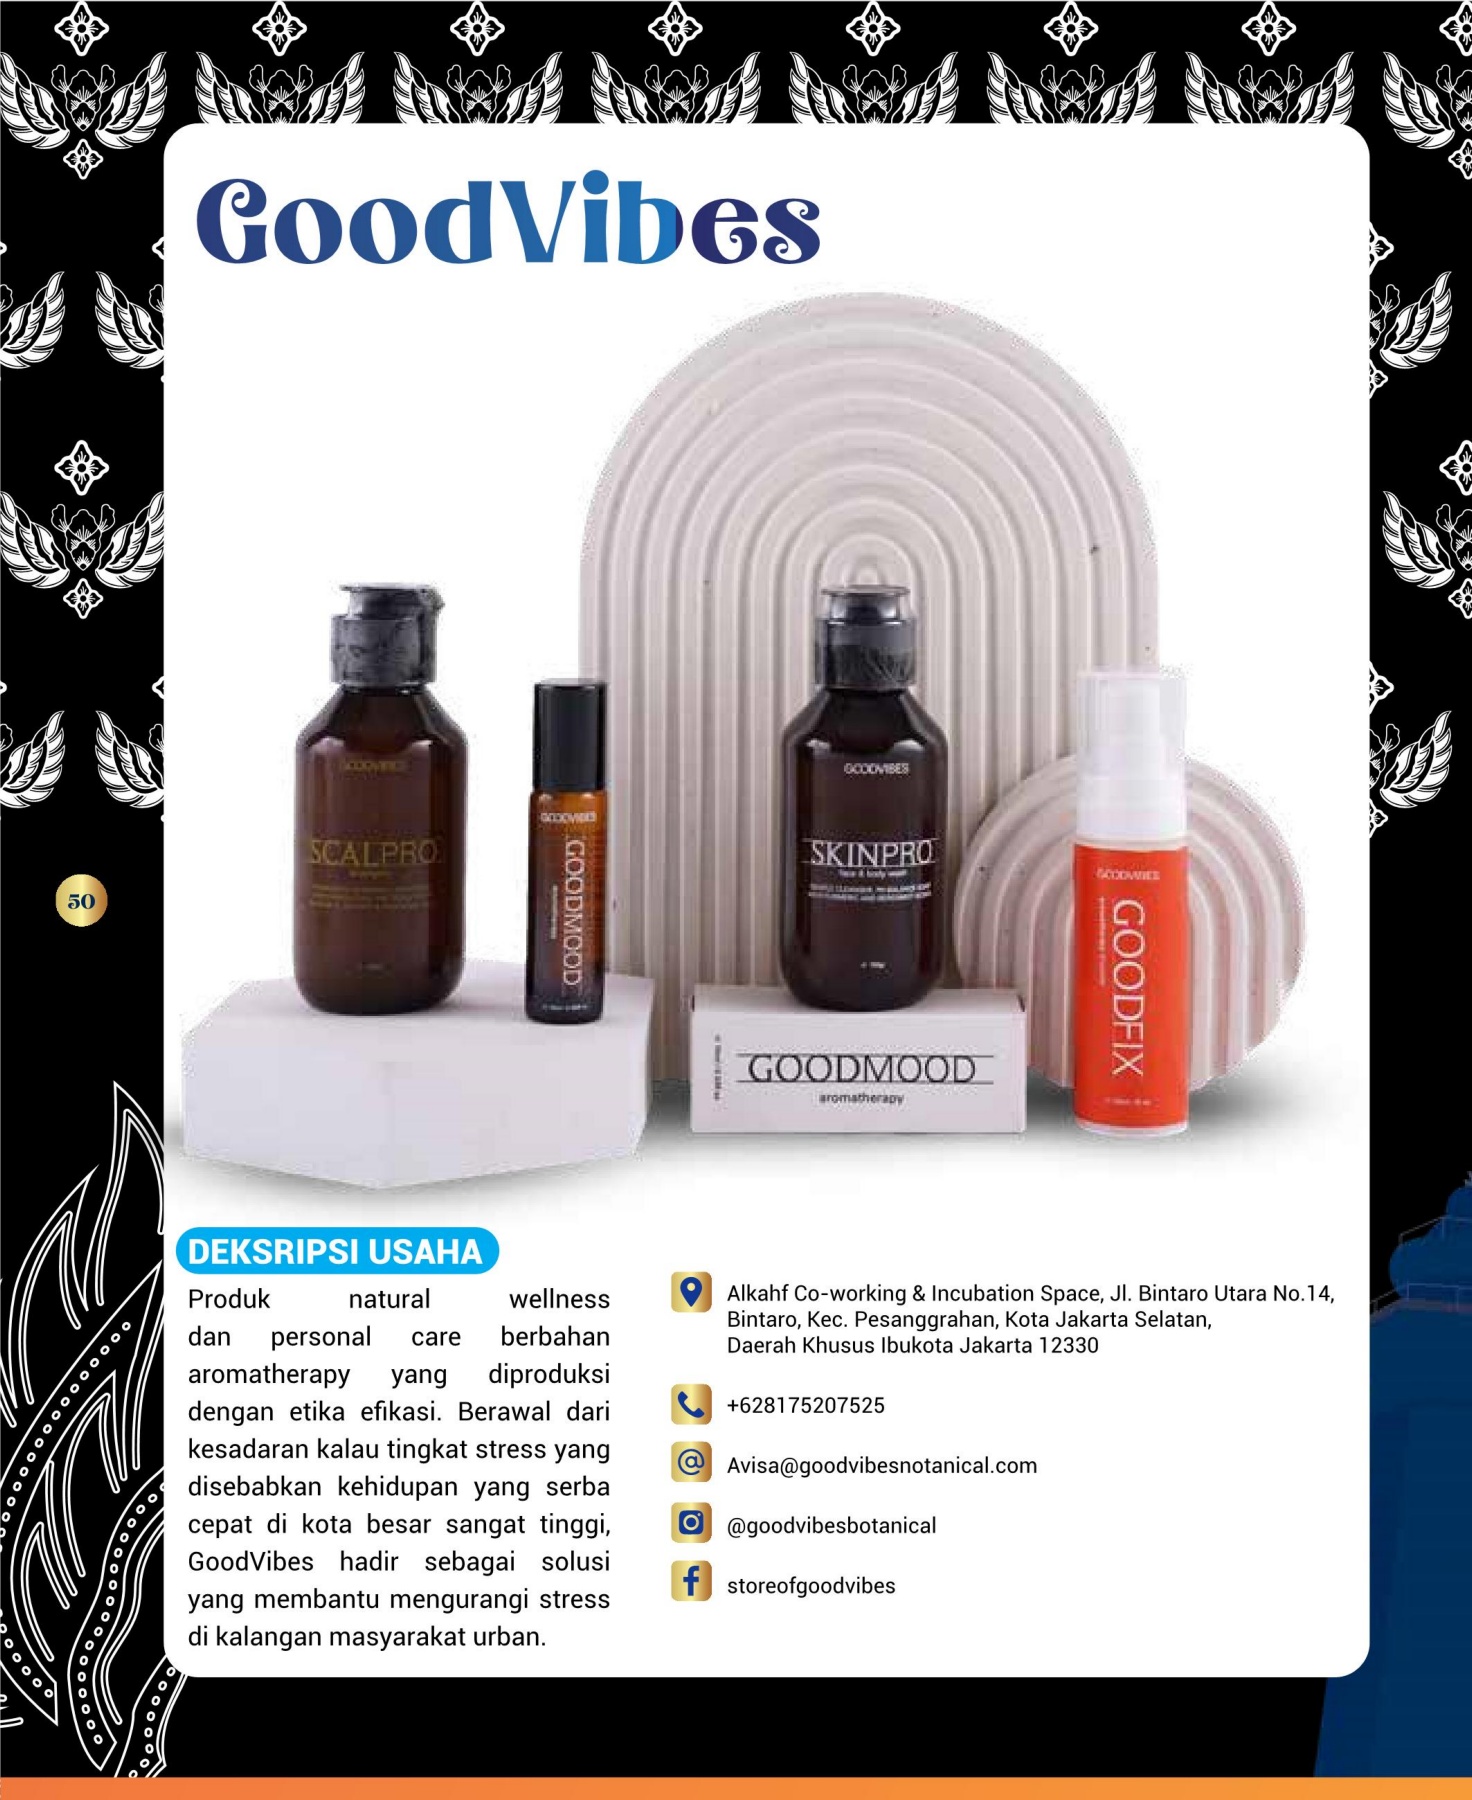 GoodVibes
GOODVIBES
SCALPRO
GOODVIBES
GOODMOOD
GOODVIBES
SKINPRO
face & body wash
GOODVIBES
GOODFIX
GOODMOOD
aromatherapy
50
DEKSRIPSI USAHA
Produk natural wellness
dan personal care berbahan
aromatherapy yang diproduksi
dengan etika efikasi. Berawal dari
kesadaran kalau tingkat stress yang
disebabkan kehidupan yang serba
cepat di kota besar sangat tinggi,
GoodVibes hadir sebagai solusi
yang membantu mengurangi stress
di kalangan masyarakat urban.
Alkahf Co-working & Incubation Space, Jl. Bintaro Utara No.14,
Bintaro, Kec. Pesanggrahan, Kota Jakarta Selatan,
Daerah Khusus Ibukota Jakarta 12330
+628175207525
Avisa@goodvibesnotanical.com
@goodvibesbotanical
storeofgoodvibes